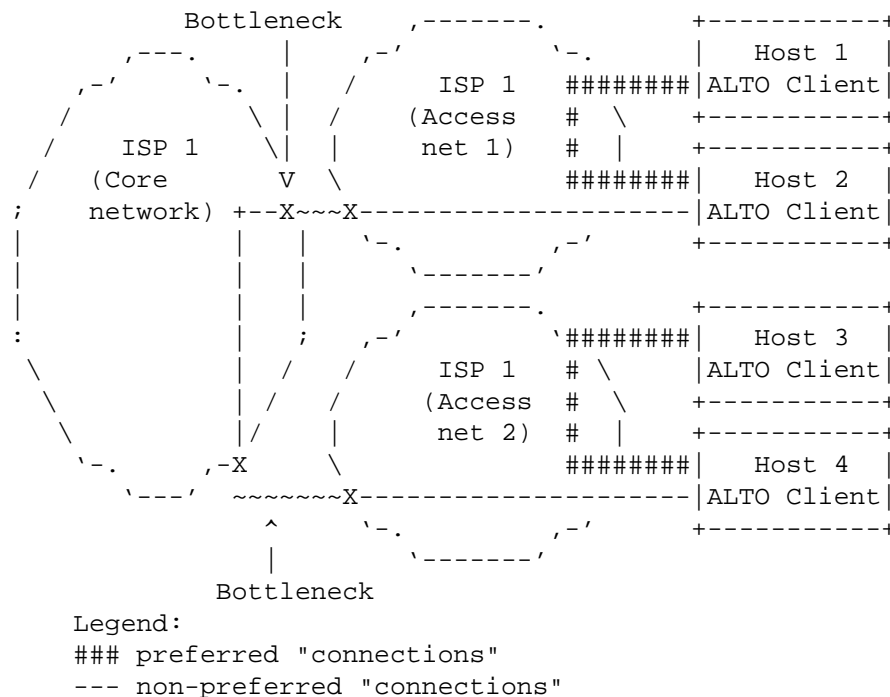 Bottleneck
Host 1
ISP 1 ALTO Client
(Access
ISP 1 net 1)
(Core V Host 2
network) X X ALTO Client
Host 3
ISP 1 ALTO Client
(Access
net 2)
X Host 4
X ALTO Client
Bottleneck
Legend:
### preferred "connections"
--- non-preferred "connections"